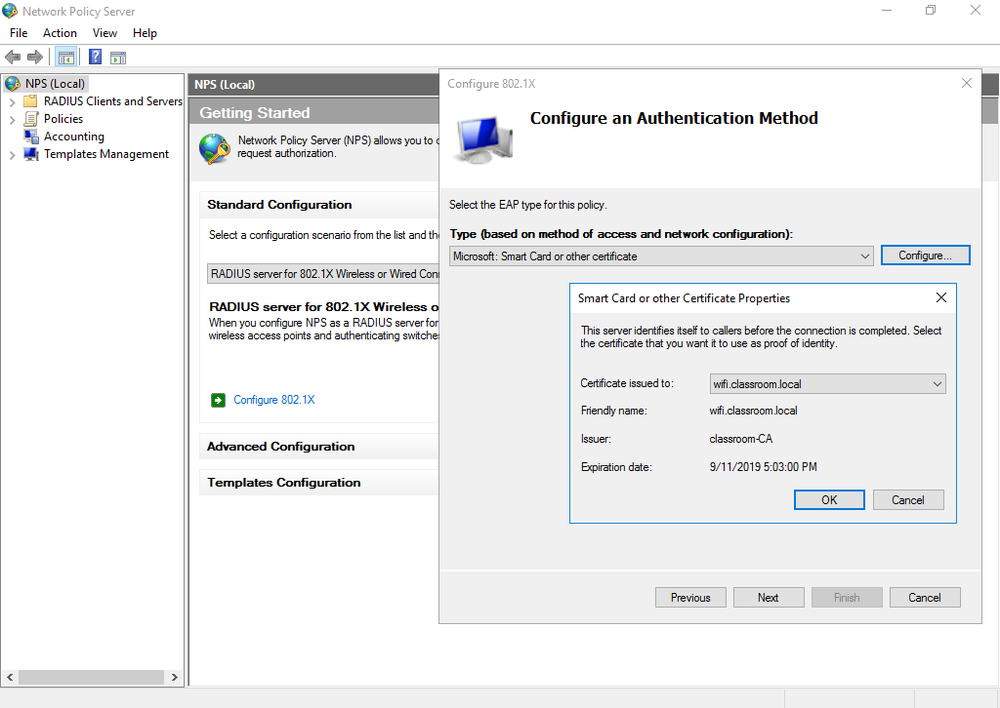 Network Policy Server
File Action View Help
NPS (Local)
RADIUS Clients and Servers
Policies
Accounting
Templates Management
NPS (Local)
Getting Started
Network Policy Server (NPS) allows you to c
request authorization.
Standard Configuration
Select a configuration scenario from the list and the
RADIUS server for 802.1X Wireless or Wired Con
RADIUS server for 802.1X Wireless o
When you configure NPS as a RADIUS server for
wireless access points and authenticating switche
Configure 802.1X
Advanced Configuration
Templates Configuration
Configure 802.1X
Configure an Authentication Method
Select the EAP type for this policy.
Type (based on method of access and network configuration):
Microsoft: Smart Card or other certificate
Configure...
Smart Card or other Certificate Properties
This server identifies itself to callers before the connection is completed. Select
the certificate that you want it to use as proof of identity.
Certificate issued to: wifi.classroom.local
Friendly name: wifi.classroom.local
Issuer: classroom-CA
Expiration date: 9/11/2019 5:03:00 PM
OK Cancel
Previous Next Finish Cancel